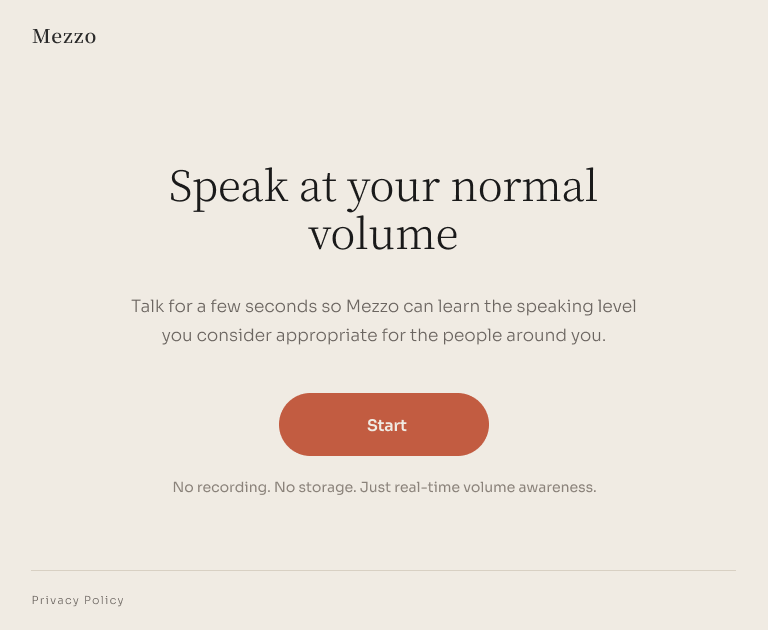 Mezzo
Speak at your normal
volume
Talk for a few seconds so Mezzo can learn the speaking level
you consider appropriate for the people around you.
Start
No recording. No storage. Just real-time volume awareness.
Privacy Policy